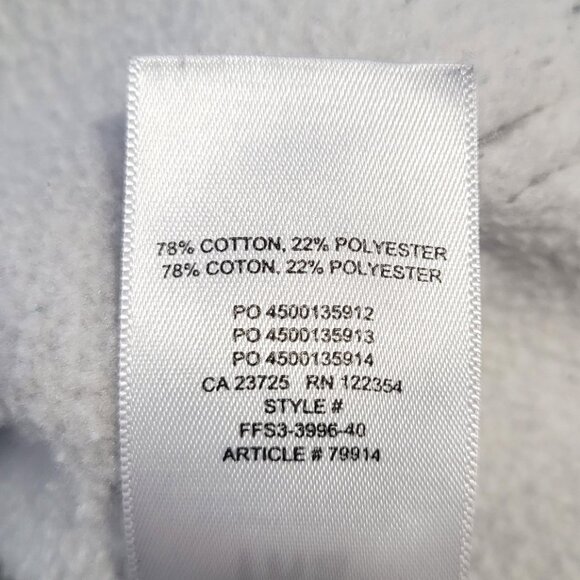 78% COTTON, 22% POLYESTER
78% COTON, 22% POLYESTER
PO 4500135912
PO 4500135913
PO 4500135914
CA 23725 RN 122354
STYLE #
FFS3-3996-40
ARTICLE # 79914